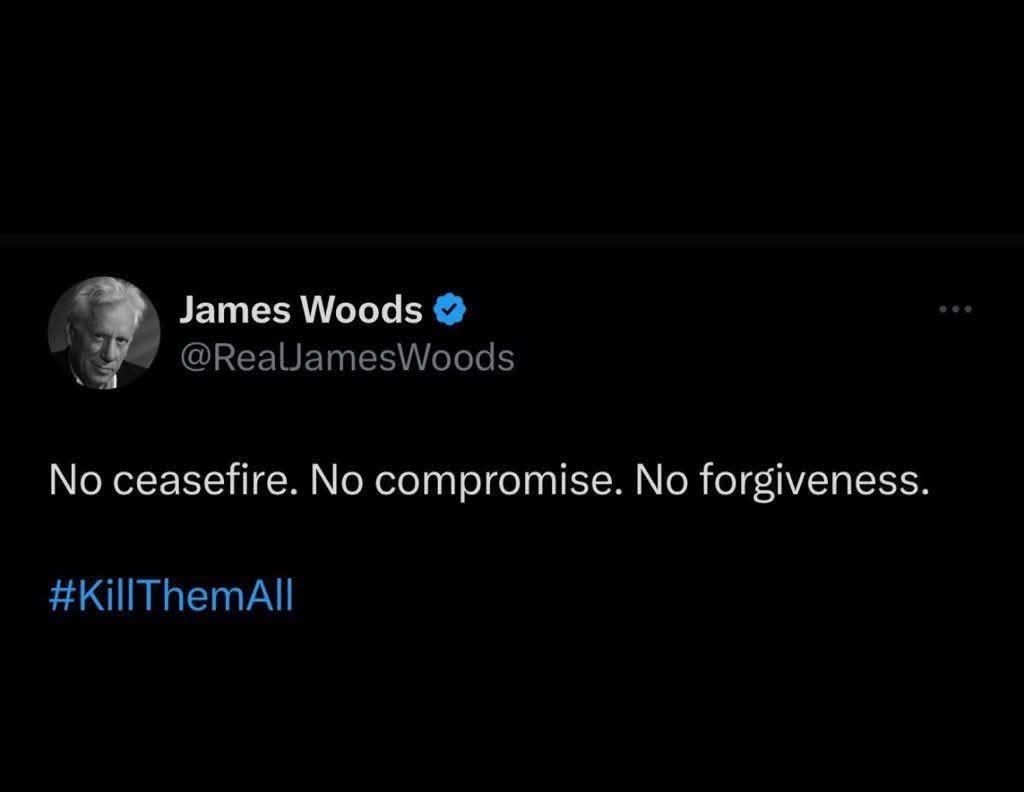 James Woods
@RealJamesWoods
No ceasefire. No compromise. No forgiveness.
#KillThemAll